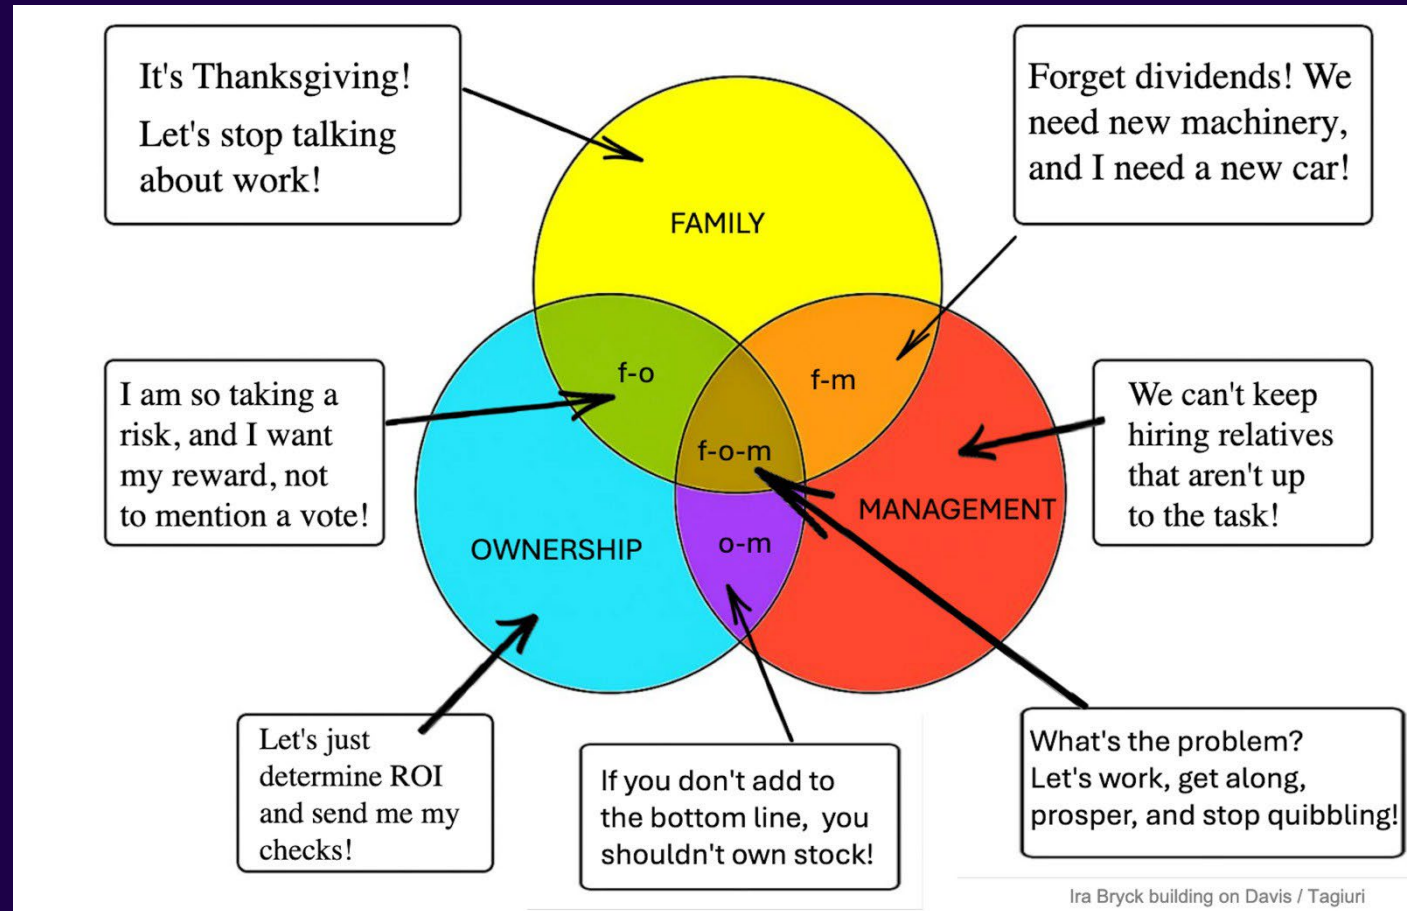 It's Thanksgiving!
Let's stop talking
about work!
Forget dividends! We
need new machinery,
and I need a new car!
FAMILY
I am so taking a
risk, and I want
my reward, not
to mention a vote!
f-o
f-m
f-o-m
We can't keep
hiring relatives
that aren't up
to the task!
OWNERSHIP
o-m
MANAGEMENT
Let's just
determine ROI
and send me my
checks!
If you don't add to
the bottom line, you
shouldn't own stock!
What's the problem?
Let's work, get along,
prosper, and stop quibbling!
Ira Bryck building on Davis / Tagiuri